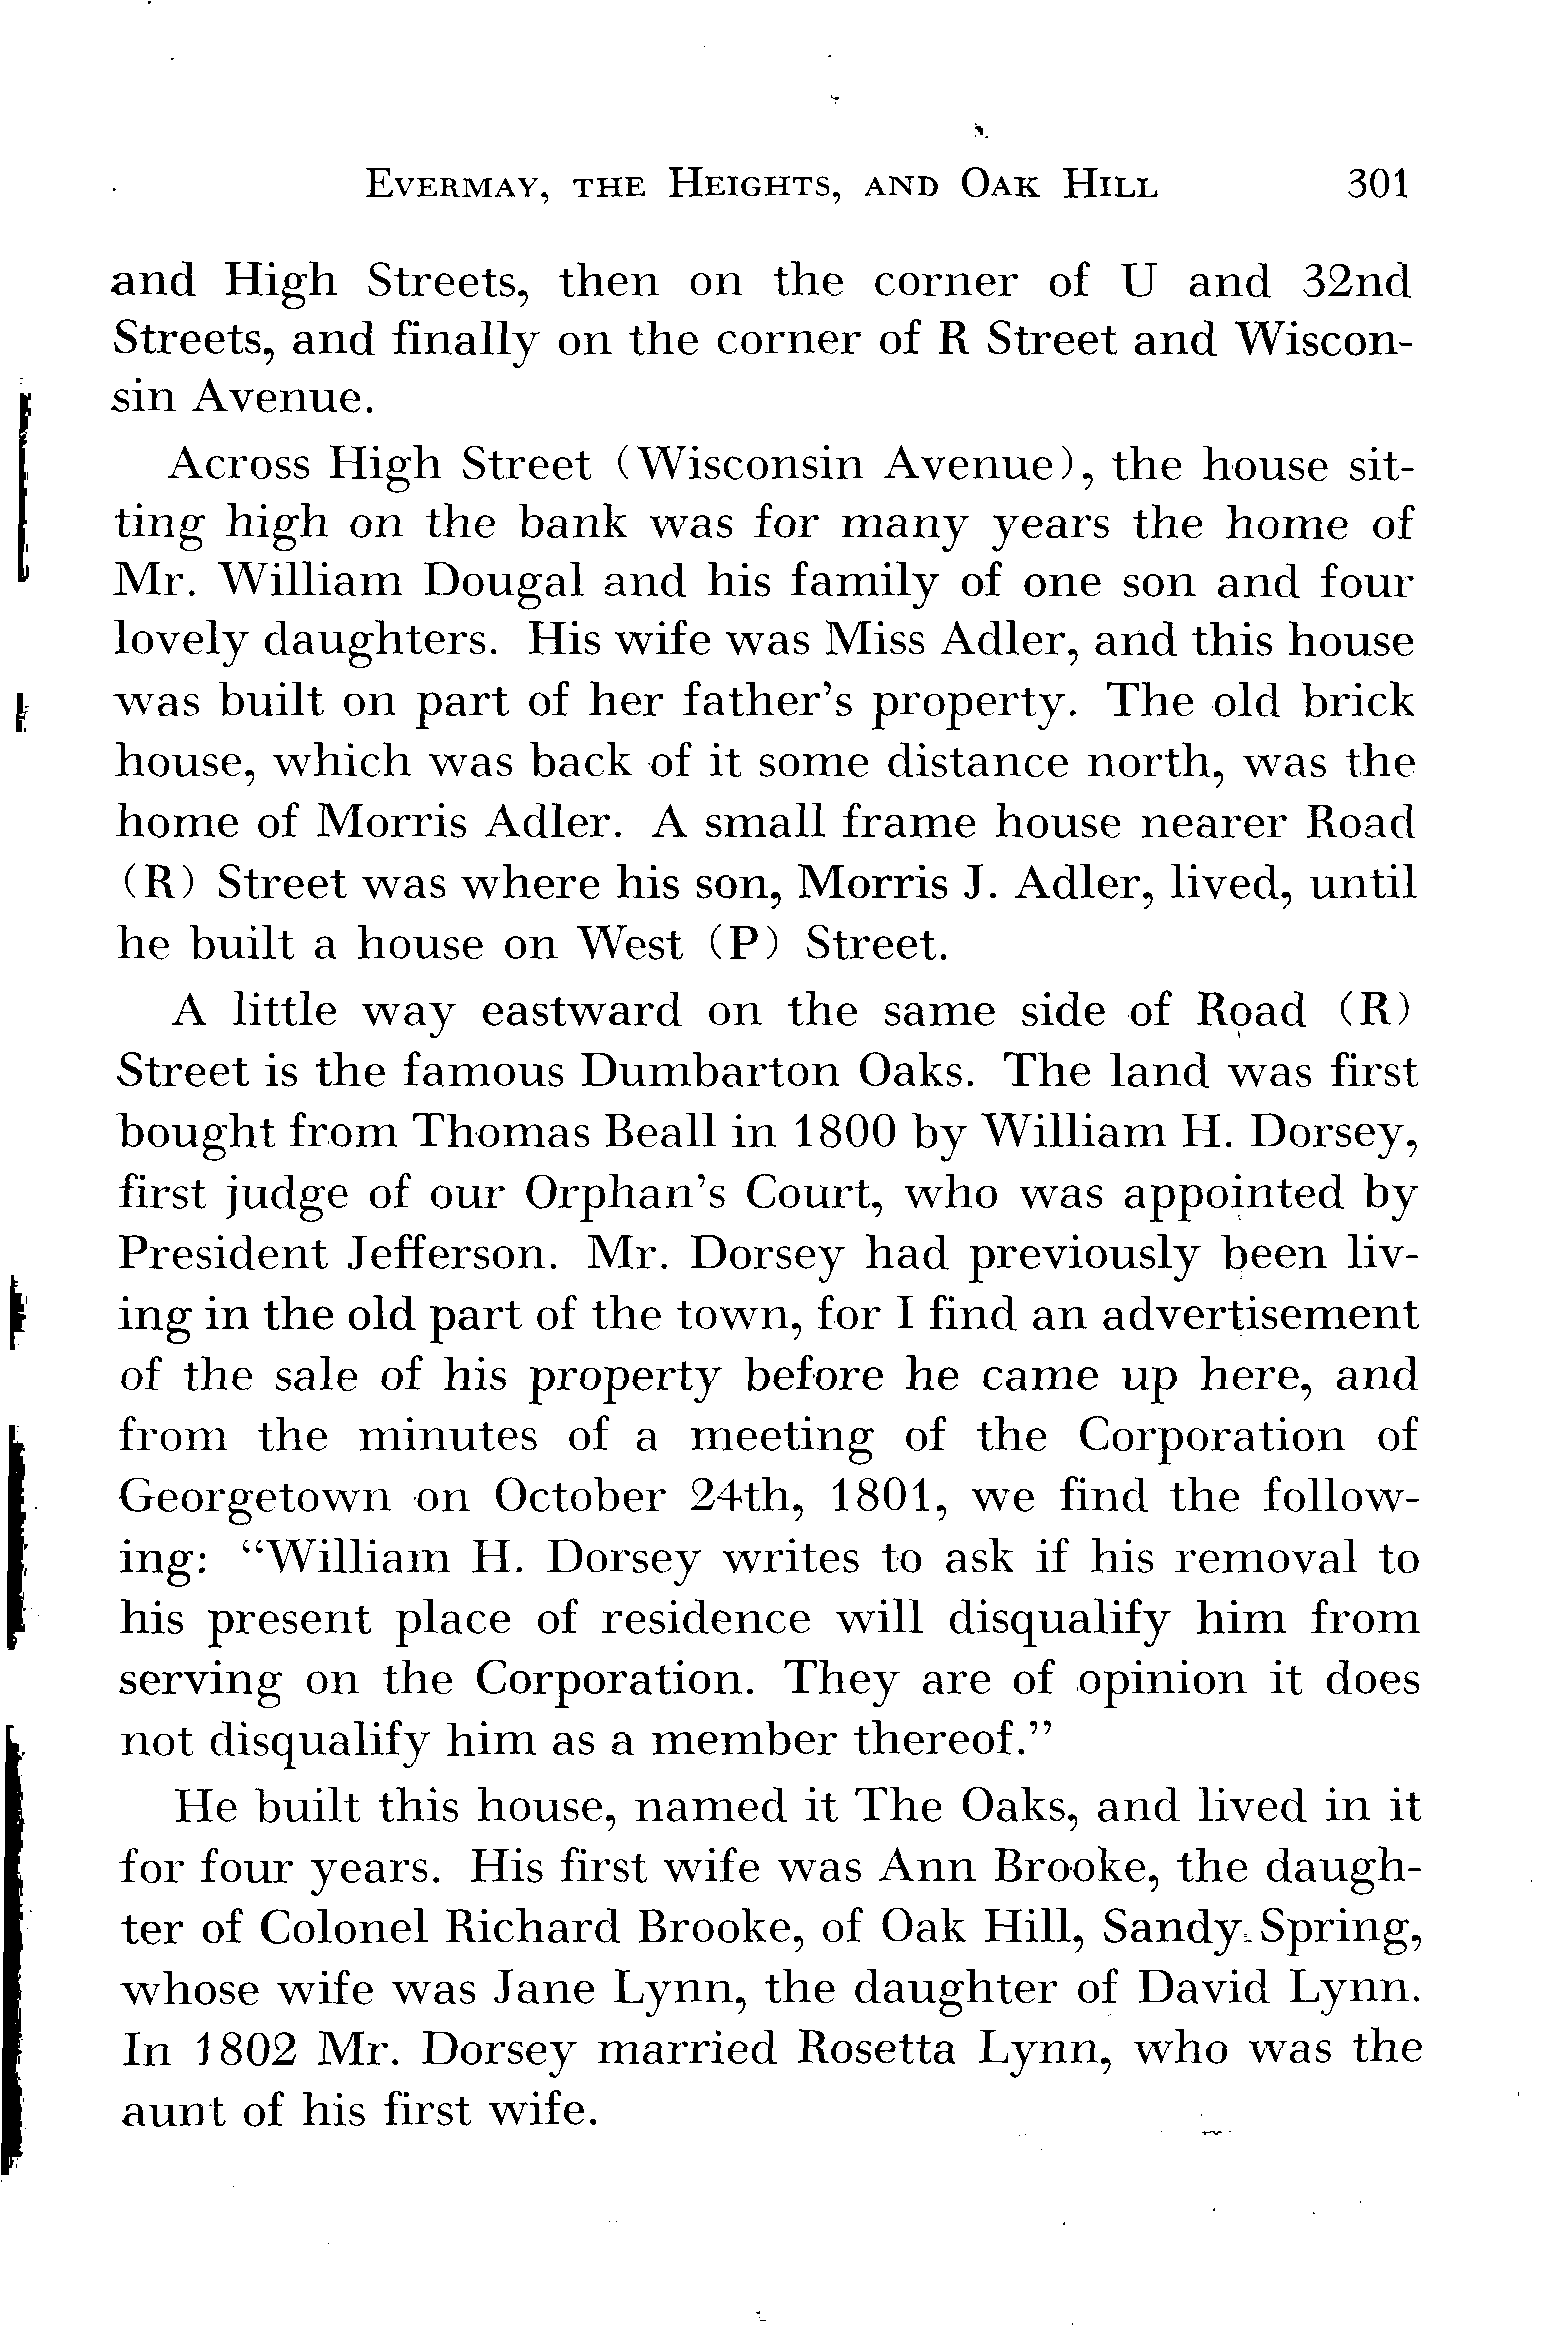 Evermay, the Heights, and Oak Hill 301
and High Streets, then on the corner of U and 32nd
Streets, and finally on the corner of R Street and Wiscon-
sin Avenue.
Across High Street (Wisconsin Avenue), the house sit-
ting high on the bank was for many years the home of
Mr. William Dougal and his family of one son and four
lovely daughters. His wife was Miss Adler, and this house
was built on part of her father's property. The old brick
house, which was back of it some distance north, was the
home of Morris Adler. A small frame house nearer Road
(R) Street was where his son, Morris J. Adler, lived, until
he built a house on West (P) Street.
A little way eastward on the same side of Road (R)
Street is the famous Dumbarton Oaks. The land was first
bought from Thomas Beall in 1800 by William H. Dorsey,
first judge of our Orphan's Court, who was appointed by
President Jefferson. Mr. Dorsey had previously been liv-
ing in the old part of the town, for I find an advertisement
of the sale of his property before he came up here, and
from the minutes of a meeting of the Corporation of
Georgetown on October 24th, 1801, we find the follow-
ing: "William H. Dorsey writes to ask if his removal to
his present place of residence will disqualify him from
serving on the Corporation. They are of opinion it does
not disqualify him as a member thereof."
He built this house, named it The Oaks, and lived in it
for four years. His first wife was Ann Brooke, the daugh-
ter of Colonel Richard Brooke, of Oak Hill, Sandy Spring,
whose wife was Jane Lynn, the daughter of David Lynn.
In 1802 Mr. Dorsey married Rosetta Lynn, who was the
aunt of his first wife.